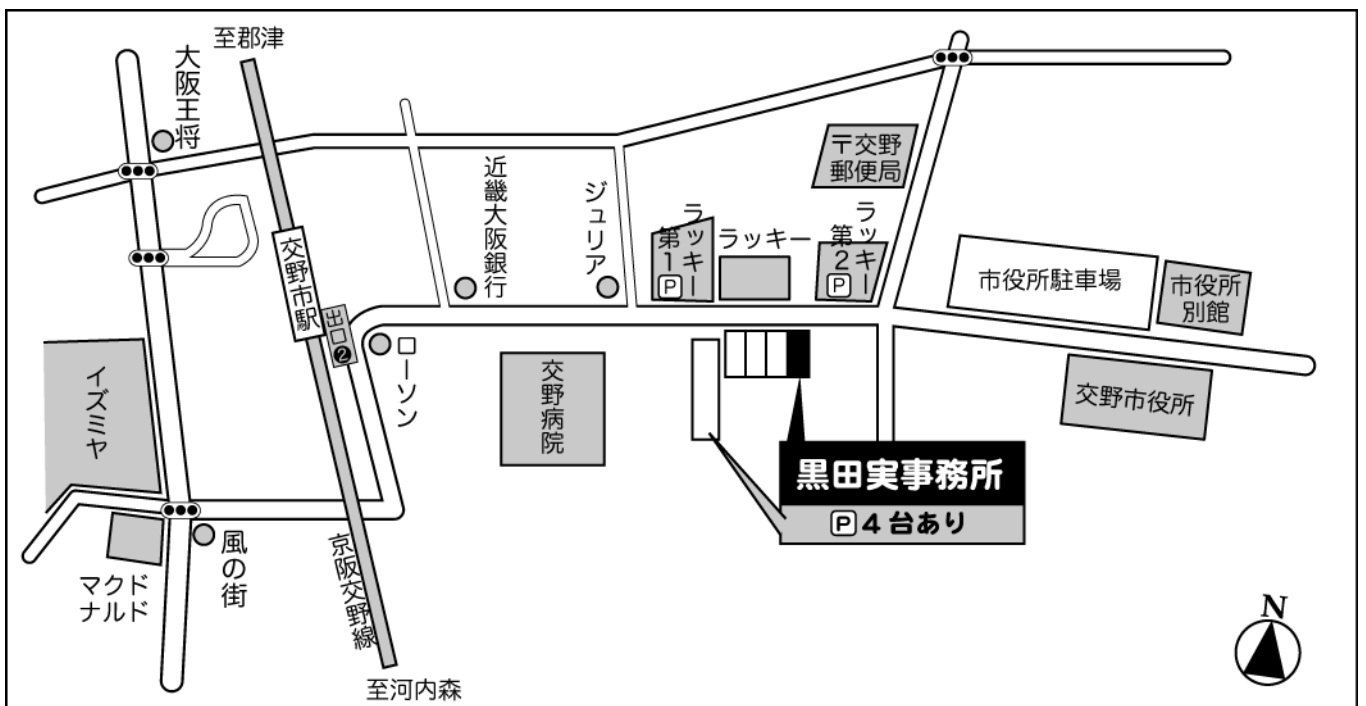 至郡津
大阪王将
近畿大阪銀行
ジュリア
〒交野
郵便局
ラッキー
第1
P
ラッキー
ラッキー
第2
P
市役所駐車場
市役所
別館
交野市駅
出口❷
ローソン
イズミヤ
交野病院
交野市役所
黒田実事務所
P4台あり
風の街
マクド
ナルド
京阪交野線
至河内森
N